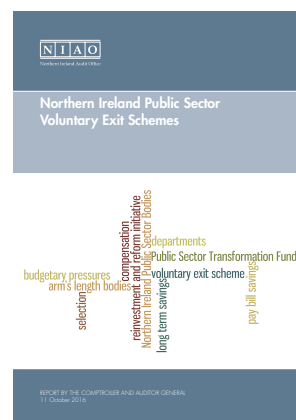 NIAO
Northern Ireland Audit Office
Northern Ireland Public Sector
Voluntary Exit Schemes
compensation
reinvestment and reform initiative
Northern Ireland Public Sector Bodies
departments
Public Sector Transformation Fund
budgetary pressures
voluntary exit scheme
arm's length bodies
selection
long term savings
pay bill savings
REPORT BY THE COMPTROLLER AND AUDITOR GENERAL
11 October 2016